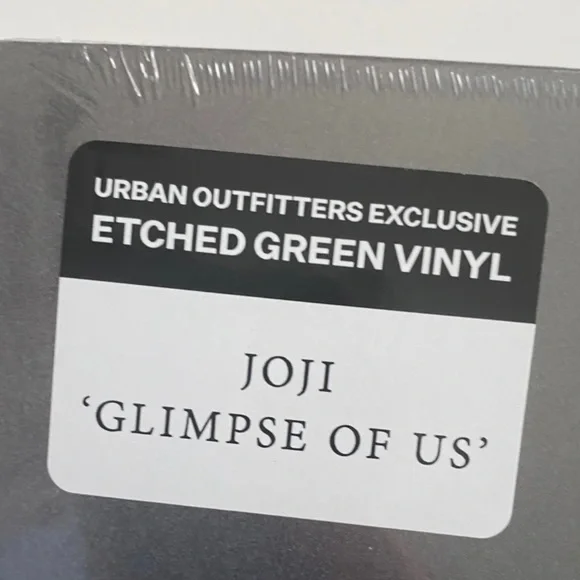 URBAN OUTFITTERS EXCLUSIVE
ETCHED GREEN VINYL
JOJI
‘GLIMPSE OF US’